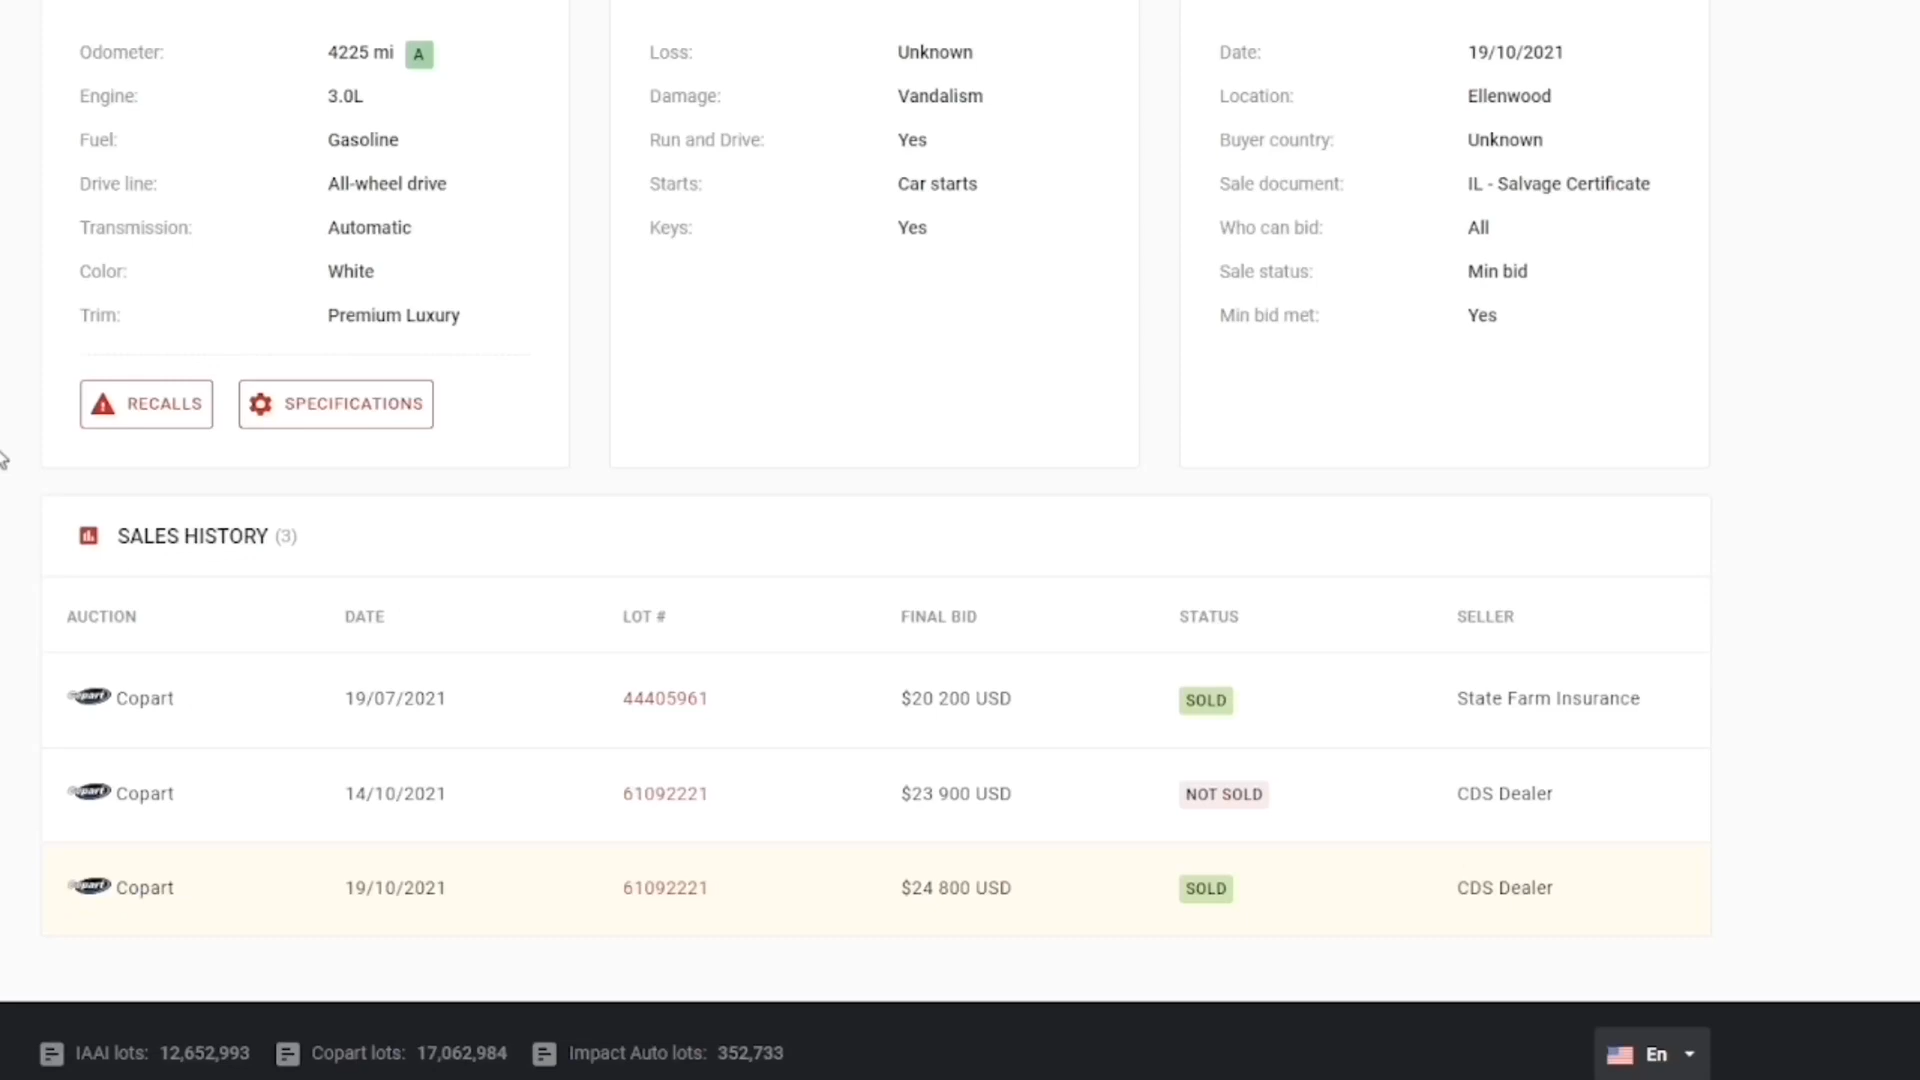 Odometer: 4225 mi A
Engine: 3.0L
Fuel: Gasoline
Drive line: All-wheel drive
Transmission: Automatic
Color: White
Trim: Premium Luxury
RECALLS SPECIFICATIONS
Loss: Unknown
Damage: Vandalism
Run and Drive: Yes
Starts: Car starts
Keys: Yes
Date: 19/10/2021
Location: Ellenwood
Buyer country: Unknown
Sale document: IL - Salvage Certificate
Who can bid: All
Sale status: Min bid
Min bid met: Yes
SALES HISTORY (3)
AUCTION DATE LOT # FINAL BID STATUS SELLER
Copart Copart 19/07/2021 44405961 $20 200 USD SOLD State Farm Insurance
Copart Copart 14/10/2021 61092221 $23 900 USD NOT SOLD CDS Dealer
Copart Copart 19/10/2021 61092221 $24 800 USD SOLD CDS Dealer
IAAI lots: 12,652,993 Copart lots: 17,062,984 Impact Auto lots: 352,733 En